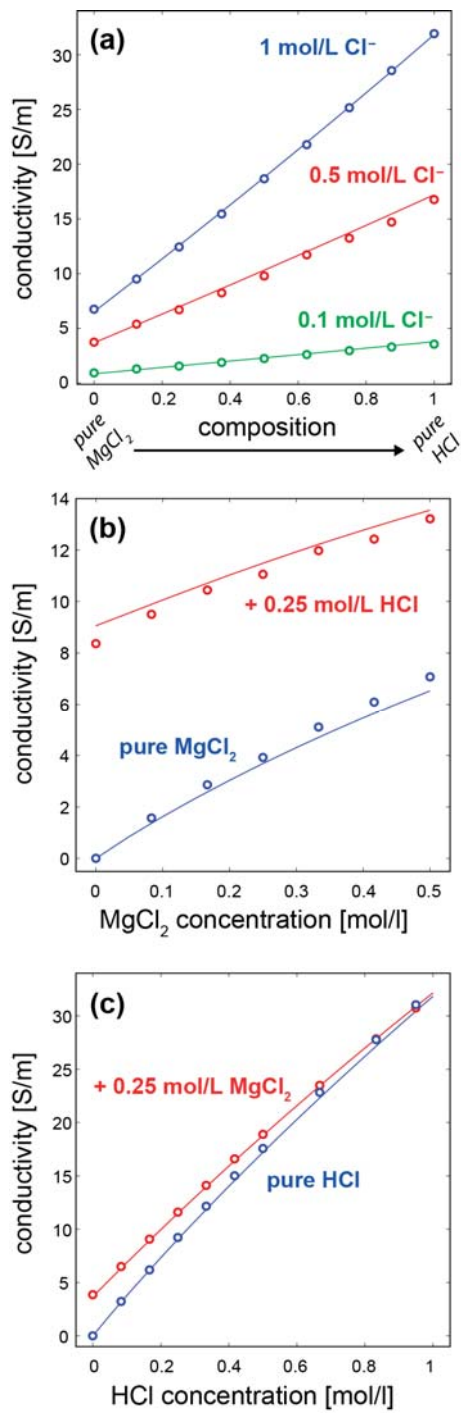 (a)
1 mol/L Cl⁻
0.5 mol/L Cl⁻
0.1 mol/L Cl⁻
conductivity [S/m]
30
25
20
15
10
5
0
0 0.2 0.4 0.6 0.8 1
composition
pure MgCl₂
pure HCl
(b)
+ 0.25 mol/L HCl
pure MgCl₂
conductivity [S/m]
14
12
10
8
6
4
2
0
0 0.1 0.2 0.3 0.4 0.5
MgCl₂ concentration [mol/l]
(c)
+ 0.25 mol/L MgCl₂
pure HCl
conductivity [S/m]
30
25
20
15
10
5
0
0 0.2 0.4 0.6 0.8 1
HCl concentration [mol/l]